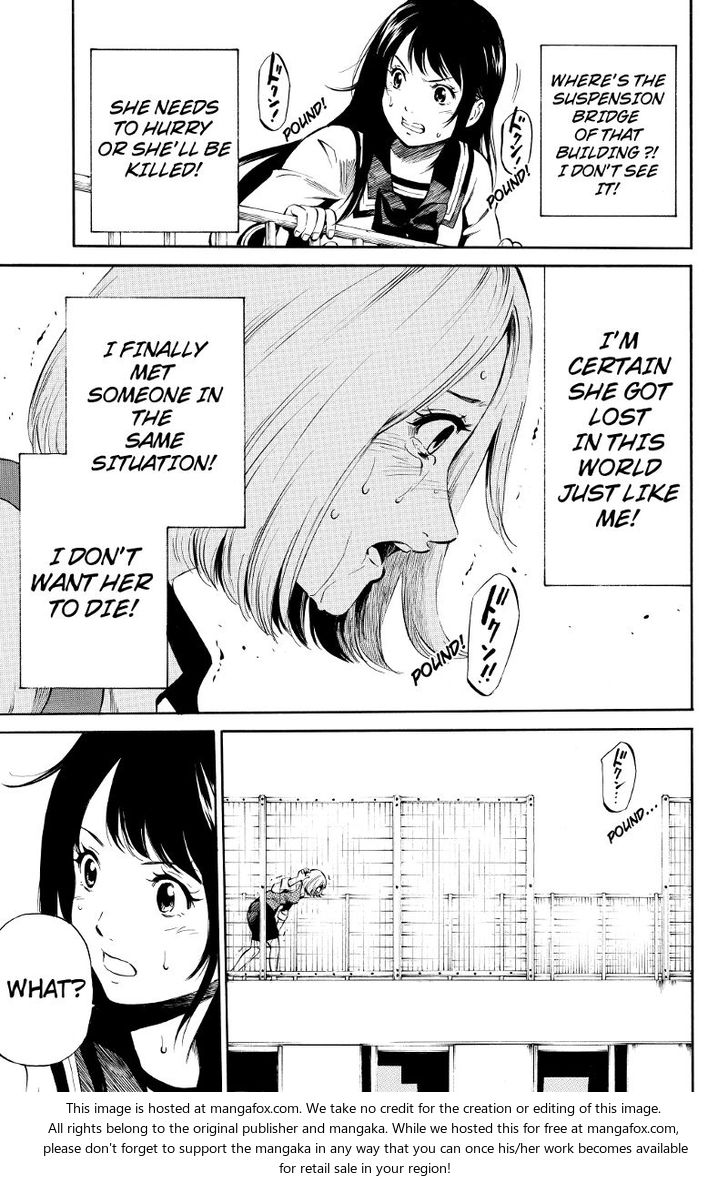 WHERE'S THE
SUSPENSION
BRIDGE
OF THAT
BUILDING ?!
I DON'T SEE
IT!
ドクン!
POUND!
ドクン!
POUND!
SHE NEEDS
TO HURRY
OR SHE'LL BE
KILLED!
I'M
CERTAIN
SHE GOT
LOST
IN THIS
WORLD
JUST LIKE
ME!
I FINALLY
MET
SOMEONE IN
THE
SAME
SITUATION!
I DON'T
WANT HER
TO DIE!
ドクン!!
POUND!
ドクン...
POUND...
WHAT?
This image is hosted at mangafox.com. We take no credit for the creation or editing of this image.
All rights belong to the original publisher and mangaka. While we hosted this for free at mangafox.com,
please don't forget to support the mangaka in any way that you can once his/her work becomes available
for retail sale in your region!